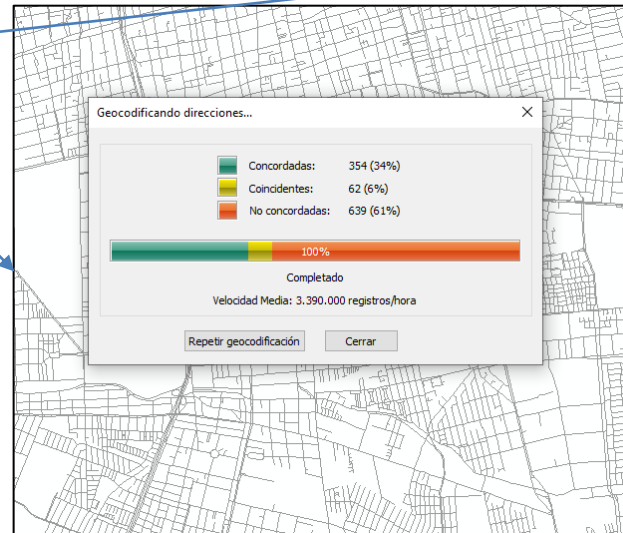 Geocodificando direcciones...
Concordadas: 354 (34%)
Coincidentes: 62 (6%)
No concordadas: 639 (61%)
100%
Completado
Velocidad Media: 3.390.000 registros/hora
Repetir geocodificación Cerrar